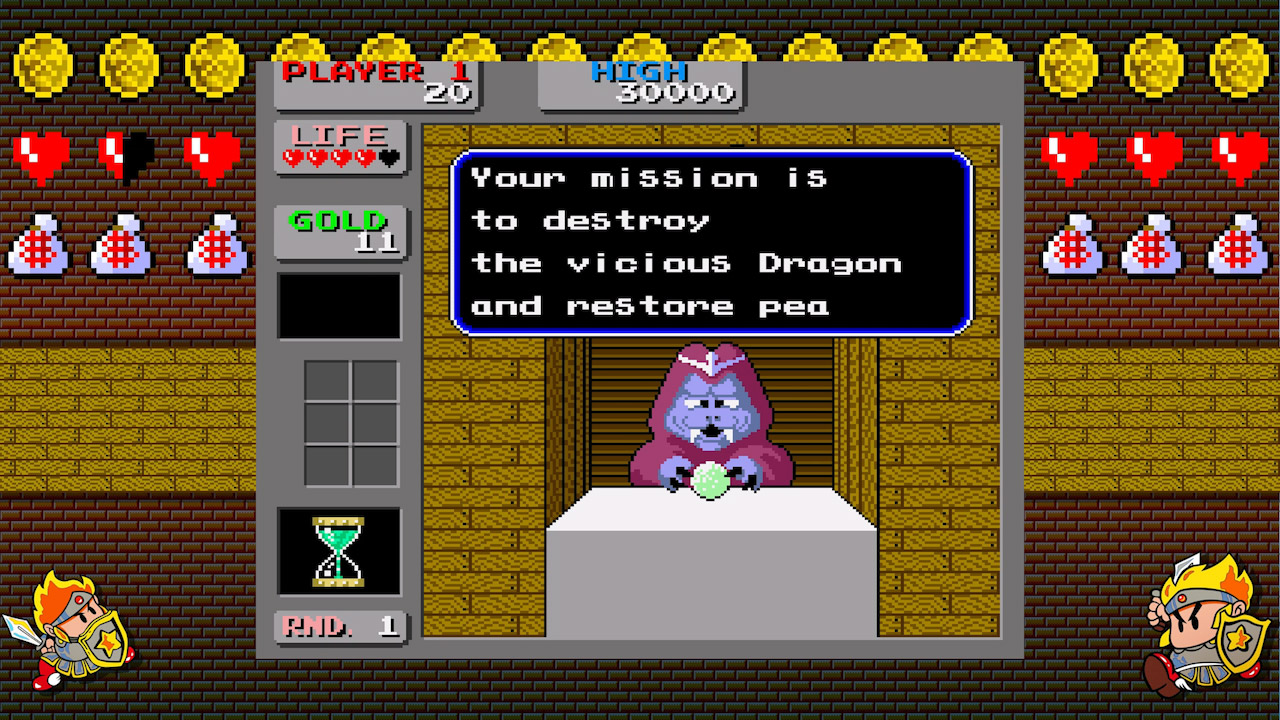 PLAYER 1
20
HIGH
30000
LIFE
GOLD
11
Your mission is
to destroy
the vicious Dragon
and restore pea
RND. 1